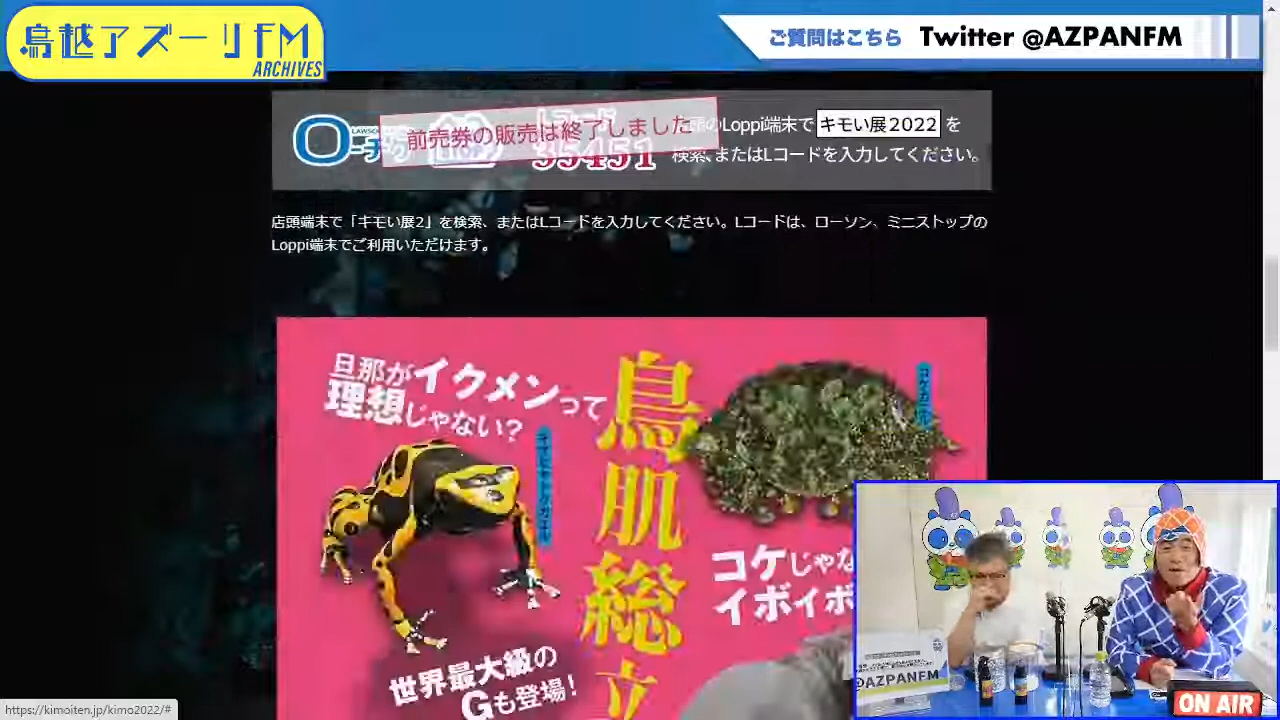 鳥越アズーリFM
ARCHIVES
ご質問はこちら Twitter @AZPANFM
前売券の販売は終了しました
35451
のLoppi端末で キモい展2022 を
検索、またはLコードを入力してください。
店頭端末で「キモい展2」を検索、またはLコードを入力してください。Lコードは、ローソン、ミニストップの
Loppi端末でご利用いただけます。
旦那がイクメンって
理想じゃない?
鳥肌総立
コケガエル
コケじゃな
イボイボ
世界最大級の
Gも登場!
@AZPANFM
ON AIR
https://kimoiten.jp/kimo2022/#